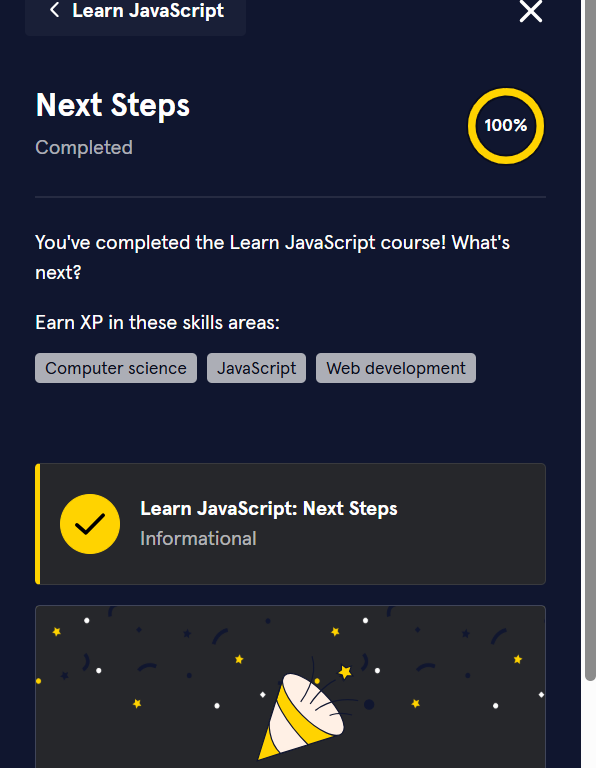 Learn JavaScript
Next Steps
100%
Completed
You've completed the Learn JavaScript course! What's
next?
Earn XP in these skills areas:
Computer science
JavaScript
Web development
Learn JavaScript: Next Steps
Informational